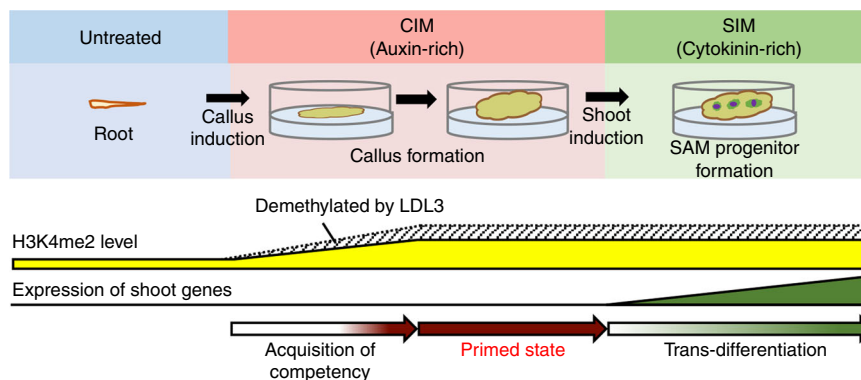 Untreated
CIM
(Auxin-rich)
SIM
(Cytokinin-rich)
Root
Callus
induction
Callus formation
Shoot
induction
SAM progenitor
formation
Demethylated by LDL3
H3K4me2 level
Expression of shoot genes
Acquisition of
competency
Primed state
Trans-differentiation